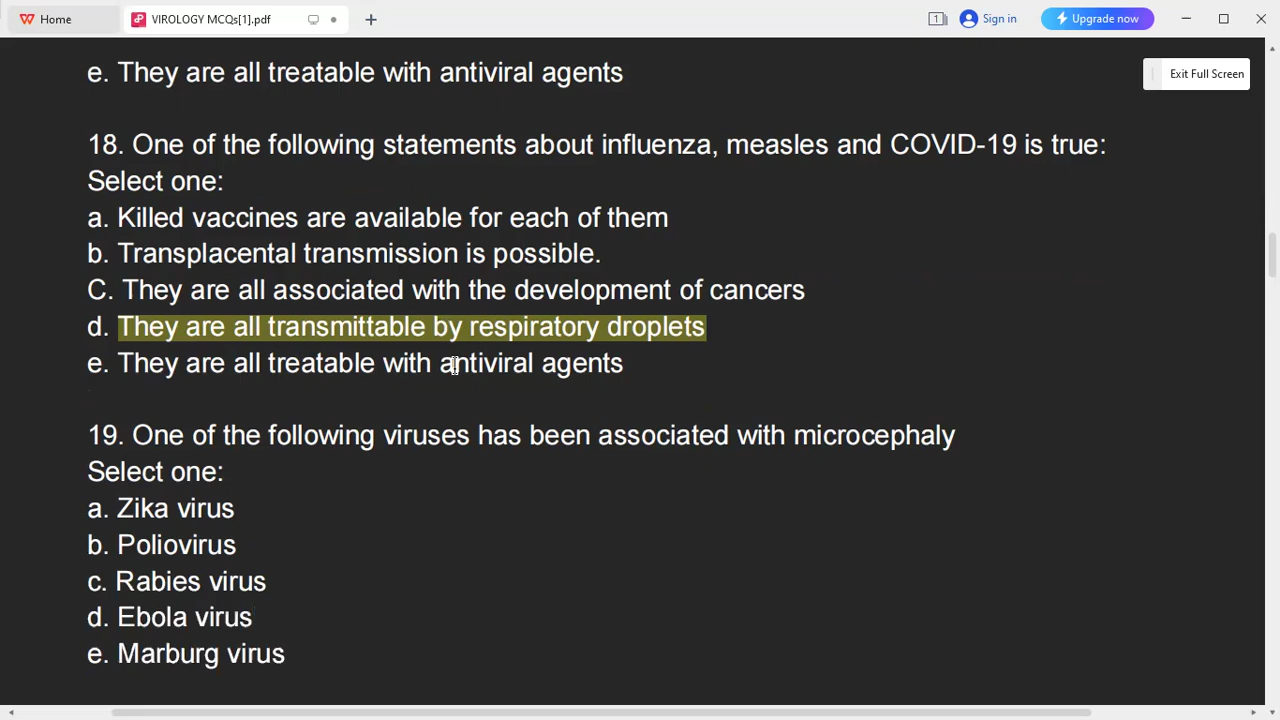 Home
VIROLOGY MCQs[1].pdf
1
Sign in
Upgrade now
Exit Full Screen
e. They are all treatable with antiviral agents
18. One of the following statements about influenza, measles and COVID-19 is true:
Select one:
a. Killed vaccines are available for each of them
b. Transplacental transmission is possible.
C. They are all associated with the development of cancers
d. They are all transmittable by respiratory droplets
e. They are all treatable with antiviral agents
19. One of the following viruses has been associated with microcephaly
Select one:
a. Zika virus
b. Poliovirus
c. Rabies virus
d. Ebola virus
e. Marburg virus